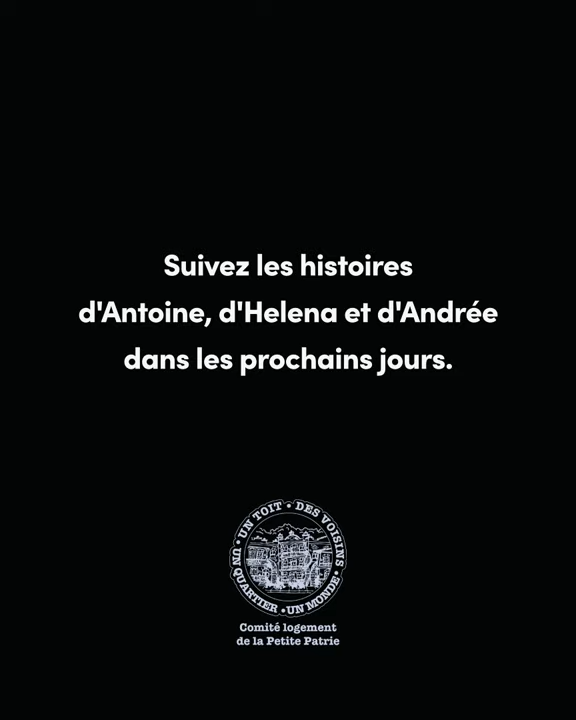 Suivez les histoires
d'Antoine, d'Helena et d'Andrée
dans les prochains jours.
UN TOIT • DES VOISINS • UN QUARTIER • UN MONDE •
Comité logement
de la Petite Patrie